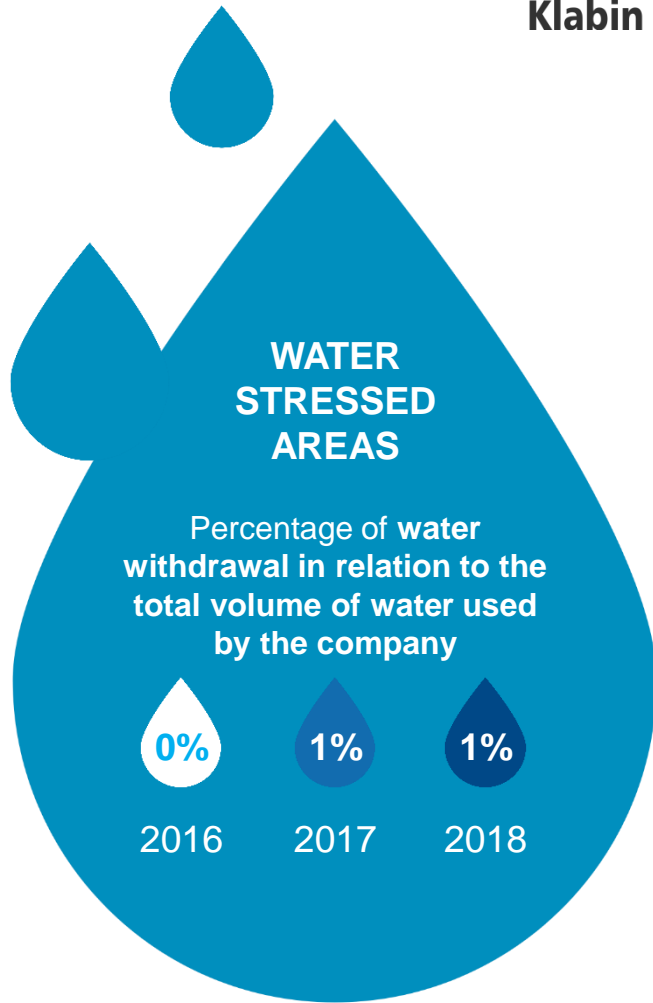 Klabin
WATER
STRESSED
AREAS
Percentage of water
withdrawal in relation to the
total volume of water used
by the company
0% 1% 1%
2016 2017 2018